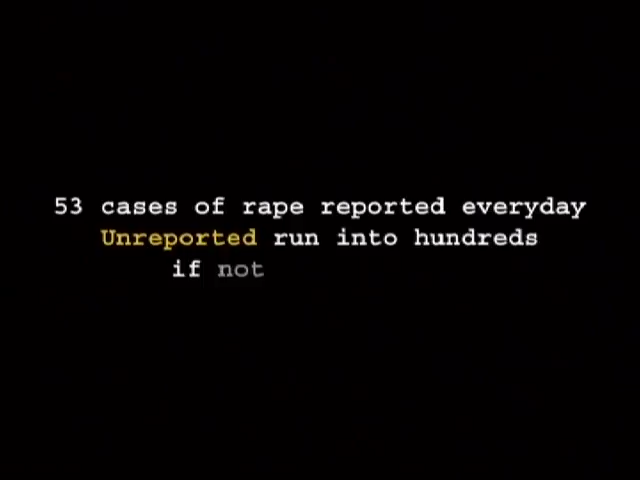 53 cases of rape reported everyday
Unreported run into hundreds
if not